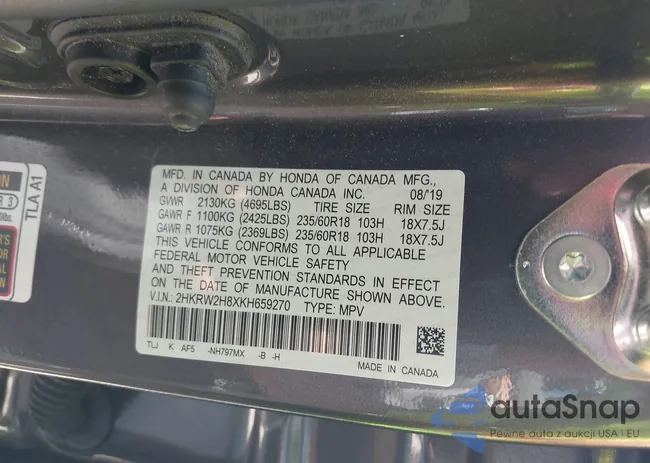 MFD. IN CANADA BY HONDA OF CANADA MFG.,
A DIVISION OF HONDA CANADA INC. 08/'19
GVWR 2130KG (4695LBS) TIRE SIZE RIM SIZE
GAWR F 1100KG (2425LBS) 235/60R18 103H 18X7.5J
GAWR R 1075KG (2369LBS) 235/60R18 103H 18X7.5J
THIS VEHICLE CONFORMS TO ALL APPLICABLE
FEDERAL MOTOR VEHICLE SAFETY
AND THEFT PREVENTION STANDARDS IN EFFECT
ON THE DATE OF MANUFACTURE SHOWN ABOVE.
V.I.N.: 2HKRW2H8XKH659270 TYPE: MPV
TLJ K AF5 -NH797MX -B -H
MADE IN CANADA
TLA A1
autaSnap
Pewne auto z aukcji USA i EU